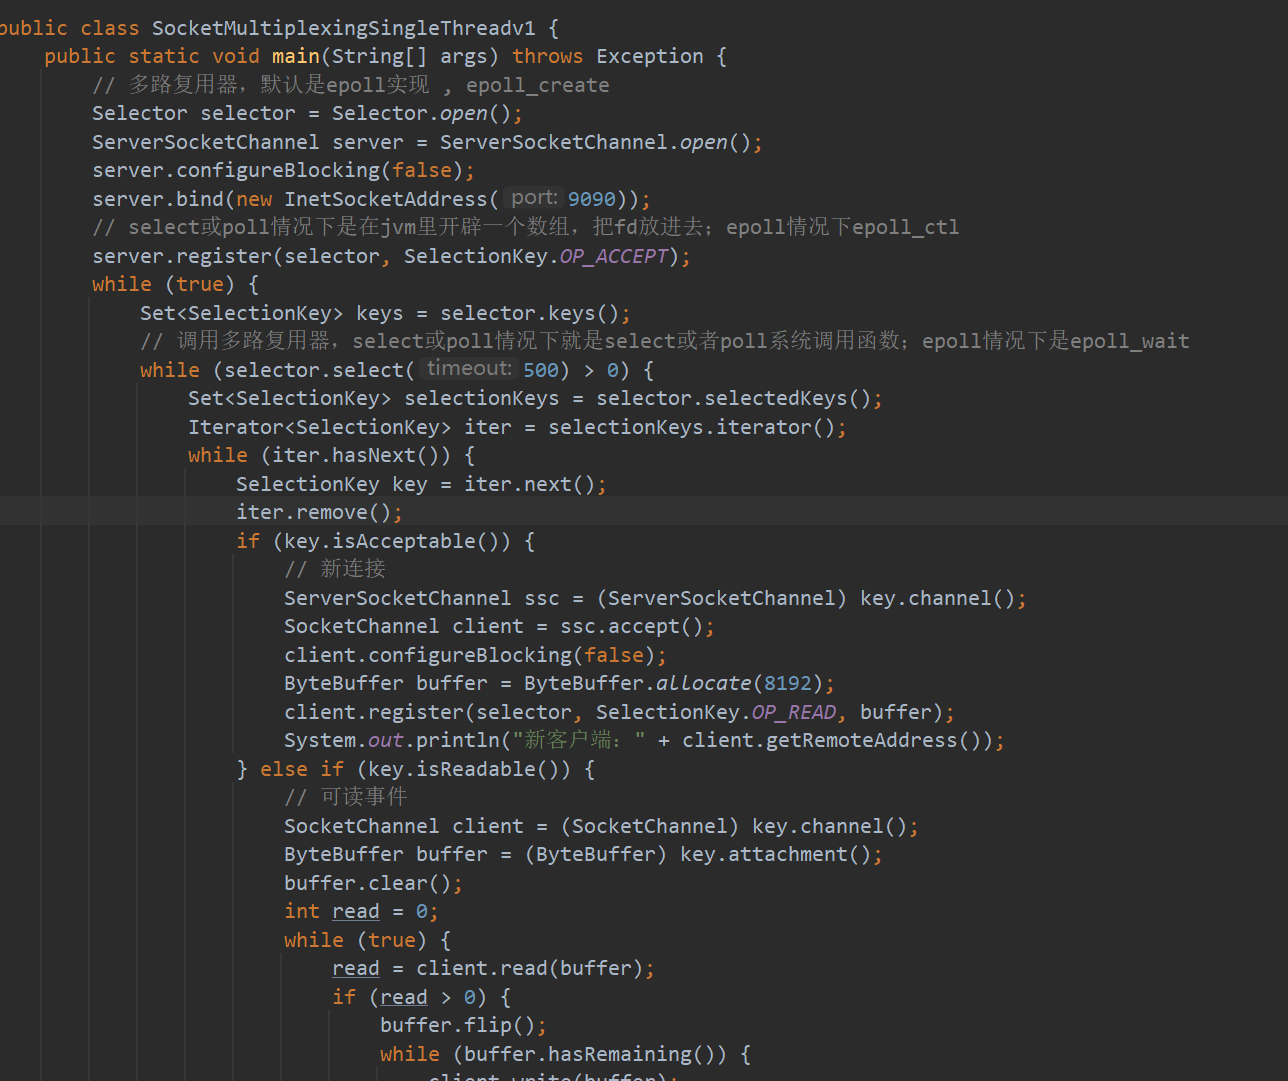 public class SocketMultiplexingSingleThreadv1 {
public static void main(String[] args) throws Exception {
// 多路复用器，默认是epoll实现 , epoll_create
Selector selector = Selector.open();
ServerSocketChannel server = ServerSocketChannel.open();
server.configureBlocking(false);
server.bind(new InetSocketAddress( port: 9090));
// select或poll情况下是在jvm里开辟一个数组，把fd放进去；epoll情况下epoll_ctl
server.register(selector, SelectionKey.OP_ACCEPT);
while (true) {
Set<SelectionKey> keys = selector.keys();
// 调用多路复用器，select或poll情况下就是select或者poll系统调用函数；epoll情况下是epoll_wait
while (selector.select( timeout: 500) > 0) {
Set<SelectionKey> selectionKeys = selector.selectedKeys();
Iterator<SelectionKey> iter = selectionKeys.iterator();
while (iter.hasNext()) {
SelectionKey key = iter.next();
iter.remove();
if (key.isAcceptable()) {
// 新连接
ServerSocketChannel ssc = (ServerSocketChannel) key.channel();
SocketChannel client = ssc.accept();
client.configureBlocking(false);
ByteBuffer buffer = ByteBuffer.allocate(8192);
client.register(selector, SelectionKey.OP_READ, buffer);
System.out.println("新客户端：" + client.getRemoteAddress());
} else if (key.isReadable()) {
// 可读事件
SocketChannel client = (SocketChannel) key.channel();
ByteBuffer buffer = (ByteBuffer) key.attachment();
buffer.clear();
int read = 0;
while (true) {
read = client.read(buffer);
if (read > 0) {
buffer.flip();
while (buffer.hasRemaining()) {
client.write(buffer);